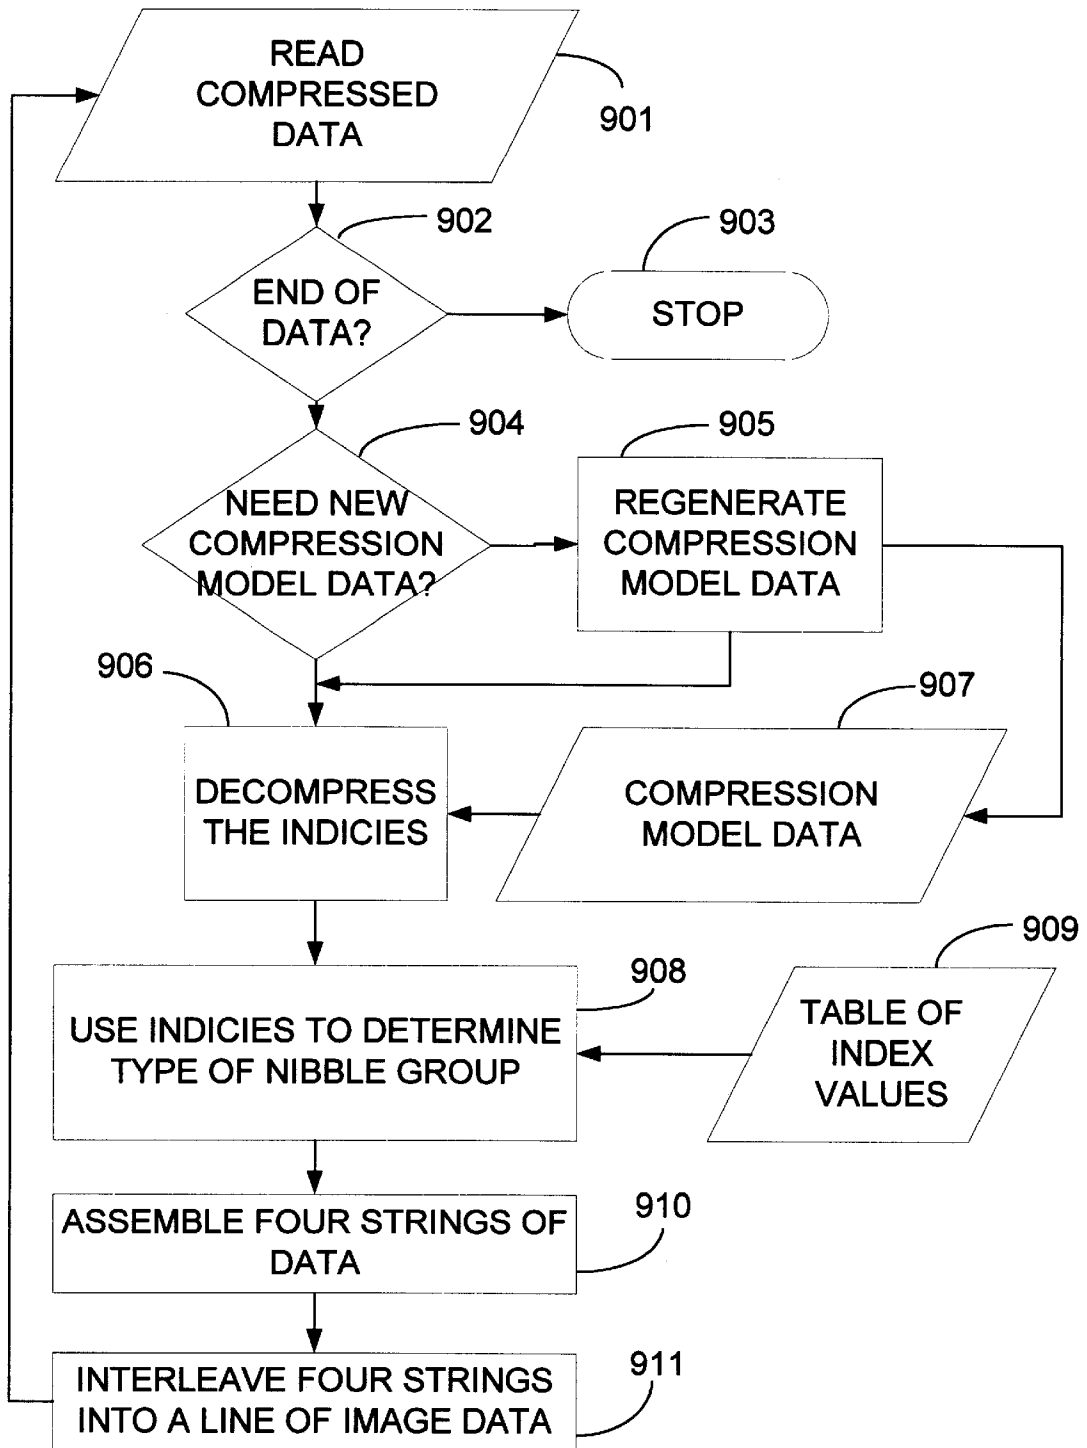 READ
COMPRESSED
DATA
901
902
903
END OF
DATA?
STOP
904
905
NEED NEW
COMPRESSION
MODEL DATA?
REGENERATE
COMPRESSION
MODEL DATA
906
907
DECOMPRESS
THE INDICIES
COMPRESSION
MODEL DATA
909
908
USE INDICIES TO DETERMINE
TYPE OF NIBBLE GROUP
TABLE OF
INDEX
VALUES
910
ASSEMBLE FOUR STRINGS OF
DATA
911
INTERLEAVE FOUR STRINGS
INTO A LINE OF IMAGE DATA